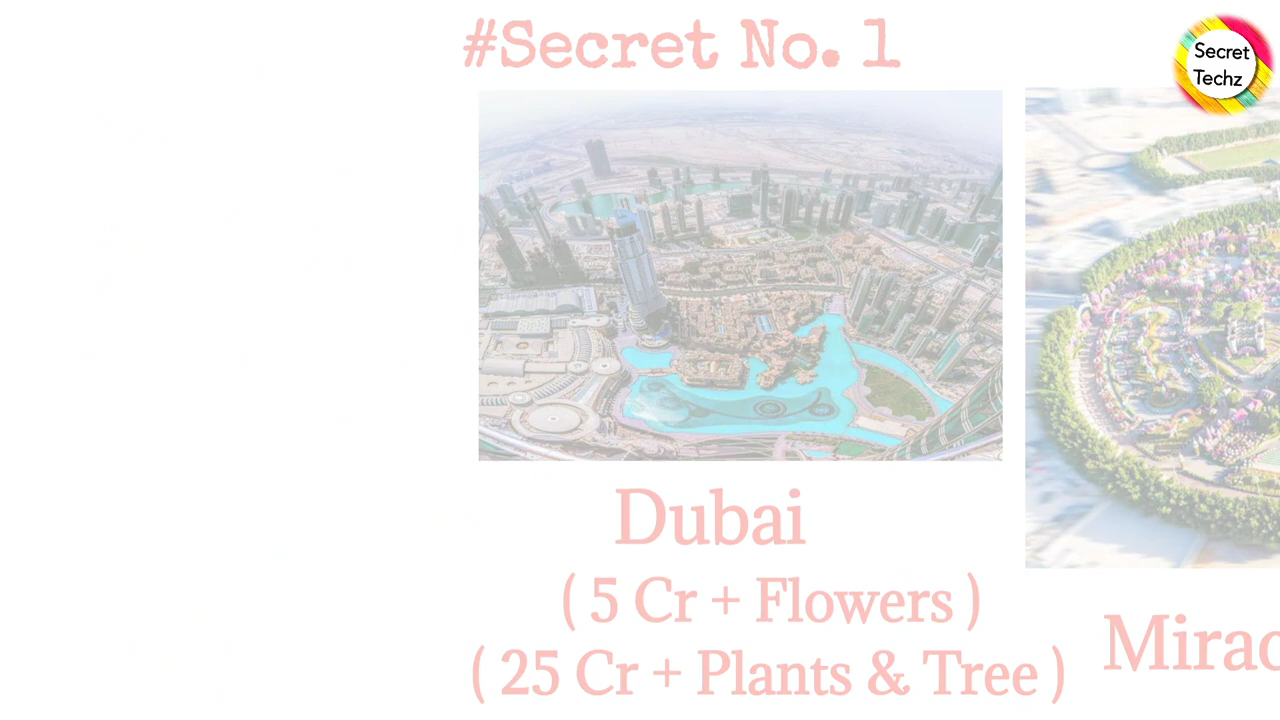 #Secret No. 1
Secret
Techz
Dubai
( 5 Cr + Flowers )
( 25 Cr + Plants & Tree )